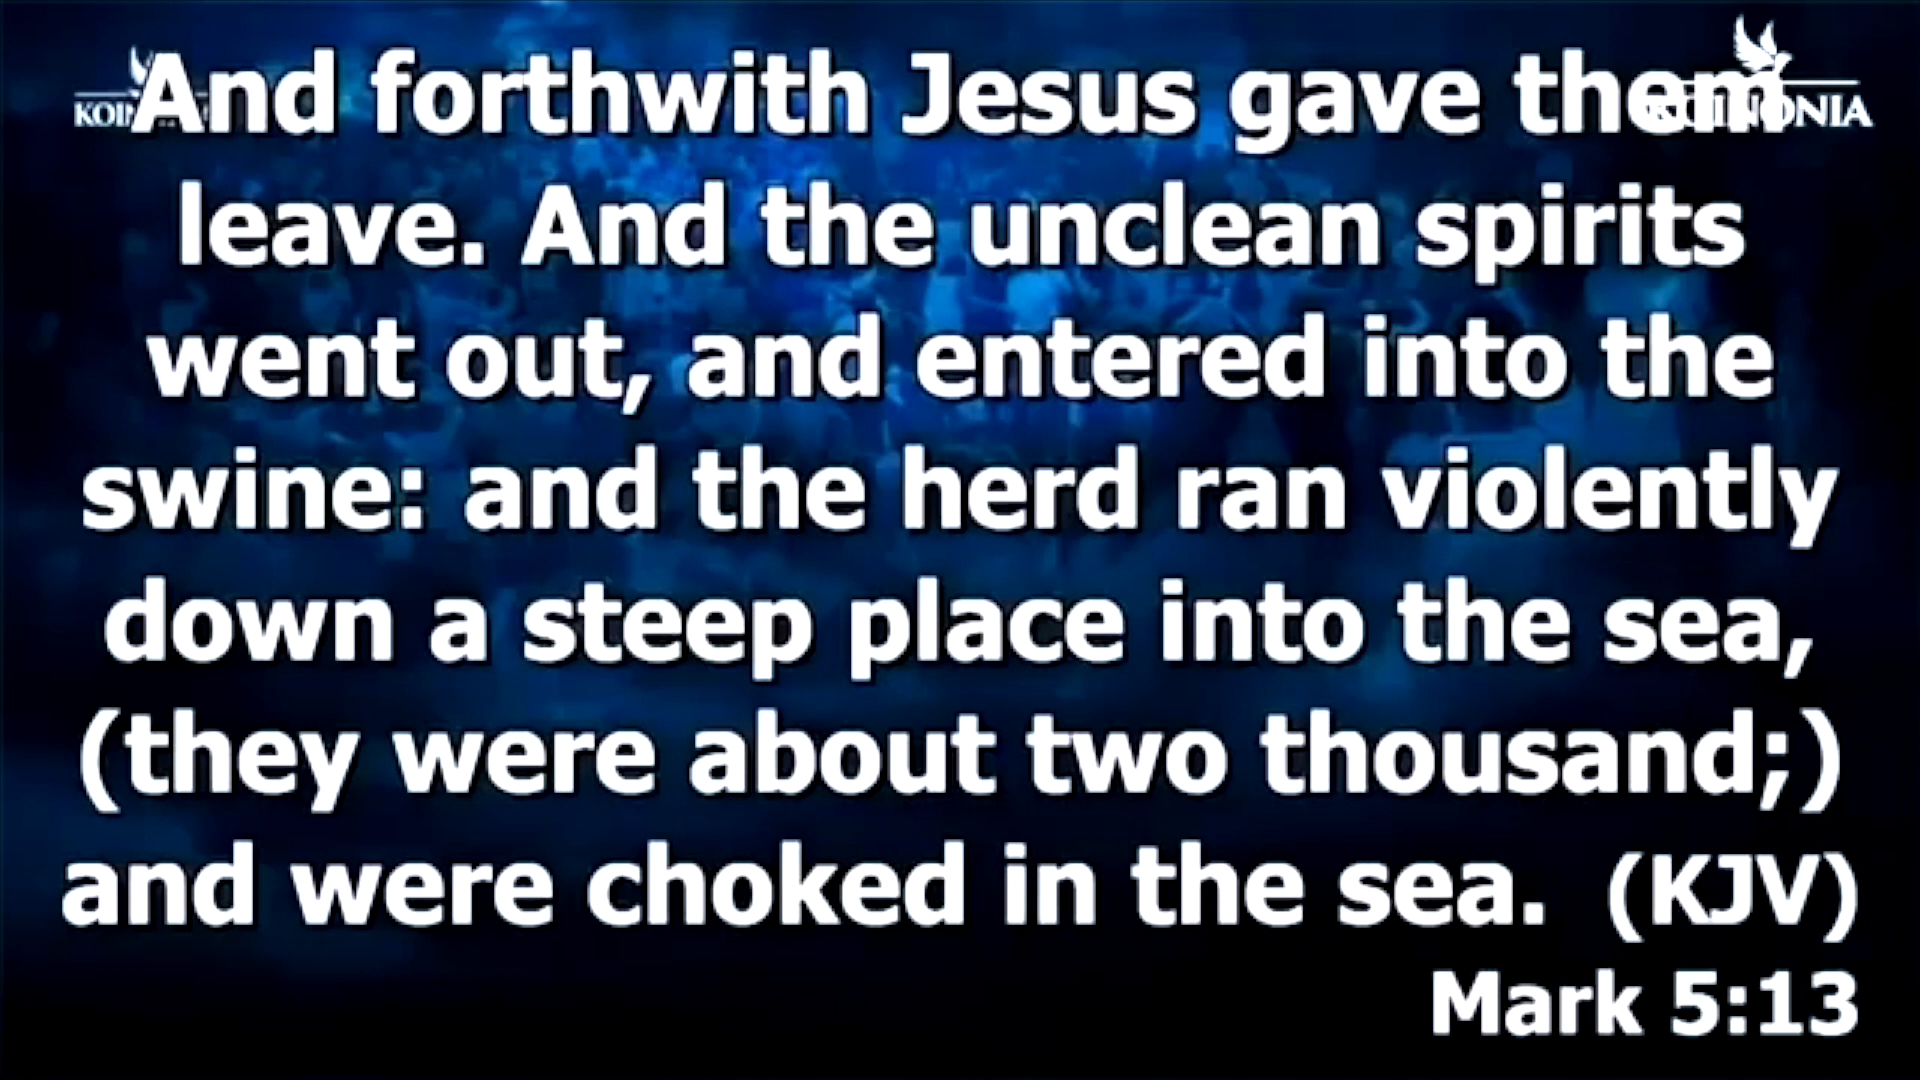 And forthwith Jesus gave them
leave. And the unclean spirits
went out, and entered into the
swine: and the herd ran violently
down a steep place into the sea,
(they were about two thousand;)
and were choked in the sea. (KJV)
Mark 5:13
KOINONIA